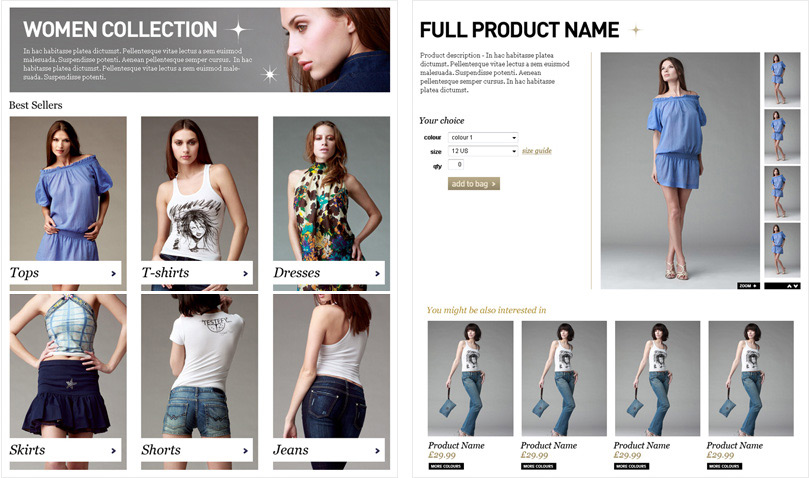 WOMEN COLLECTION
In hac habitasse platea dictumst. Pellentesque vitae lectus a sem euismod
malesuada. Suspendisse potenti. Aenean pellentesque semper cursus. In hac
habitasse platea dictumst. Pellentesque vitae lectus a sem euismod male-
suada. Suspendisse potenti.
Best Sellers
Tops
T-shirts
Dresses
Skirts
Shorts
Jeans
FULL PRODUCT NAME
Product description - In hac habitasse platea
dictumst. Pellentesque vitae lectus a sem euismod
malesuada. Suspendisse potenti. Aenean
pellentesque semper cursus. In hac habitasse
platea dictumst.
Your choice
colour colour 1
size 12 US size guide
qty 0
add to bag >
ZOOM +
You might be also interested in
Product Name Product Name Product Name Product Name
£29.99 £29.99 £29.99 £29.99
MORE COLOURS MORE COLOURS MORE COLOURS MORE COLOURS